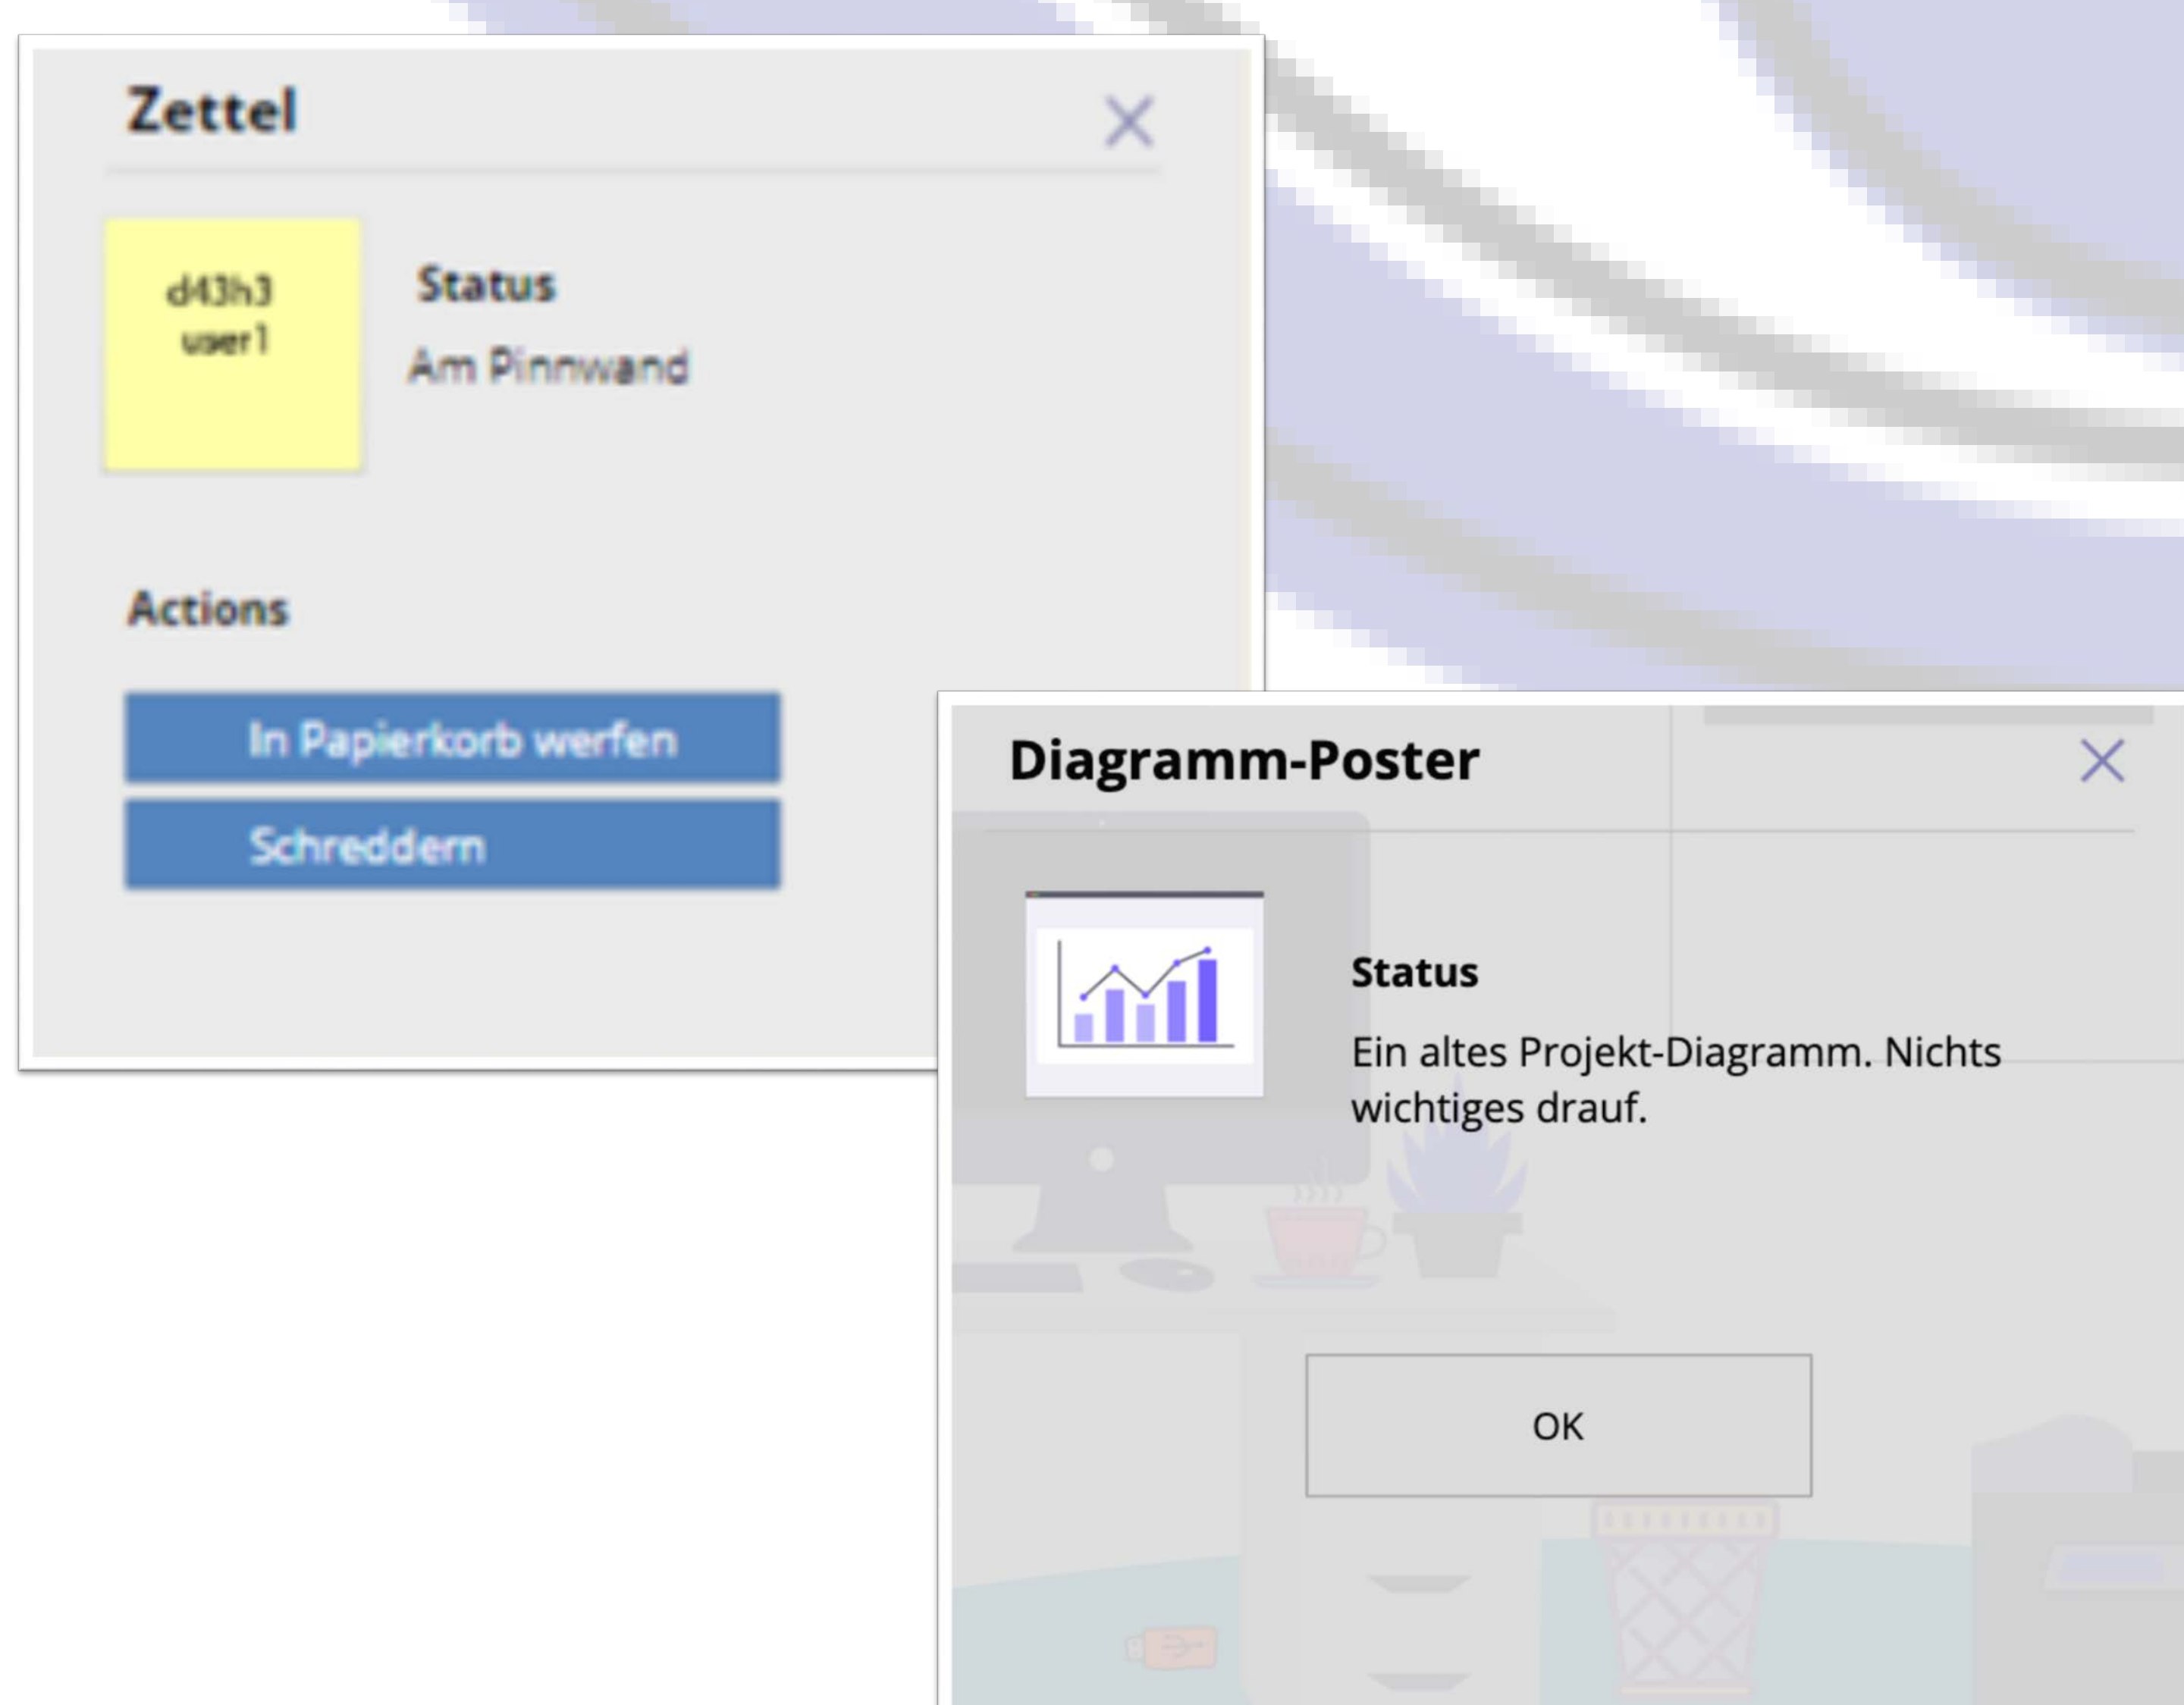 Zettel
d43h3
user1
Status
Am Pinnwand
Actions
In Papierkorb werfen
Schreddern
Diagramm-Poster
Status
Ein altes Projekt-Diagramm. Nichts
wichtiges drauf.
OK